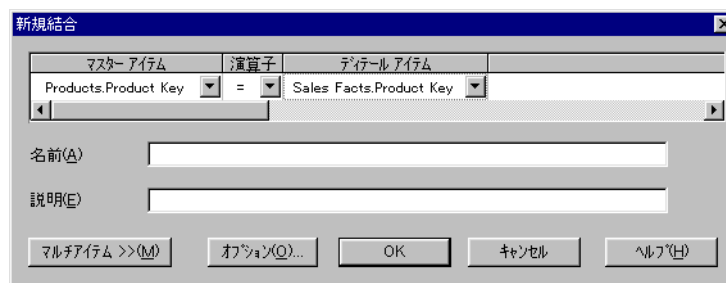 新規結合
マスター アイテム 演算子 ディテール アイテム
Products.Product Key = Sales Facts.Product Key
名前(A)
説明(E)
マルチアイテム >>(M) オプション(O)... OK キャンセル ヘルプ(H)